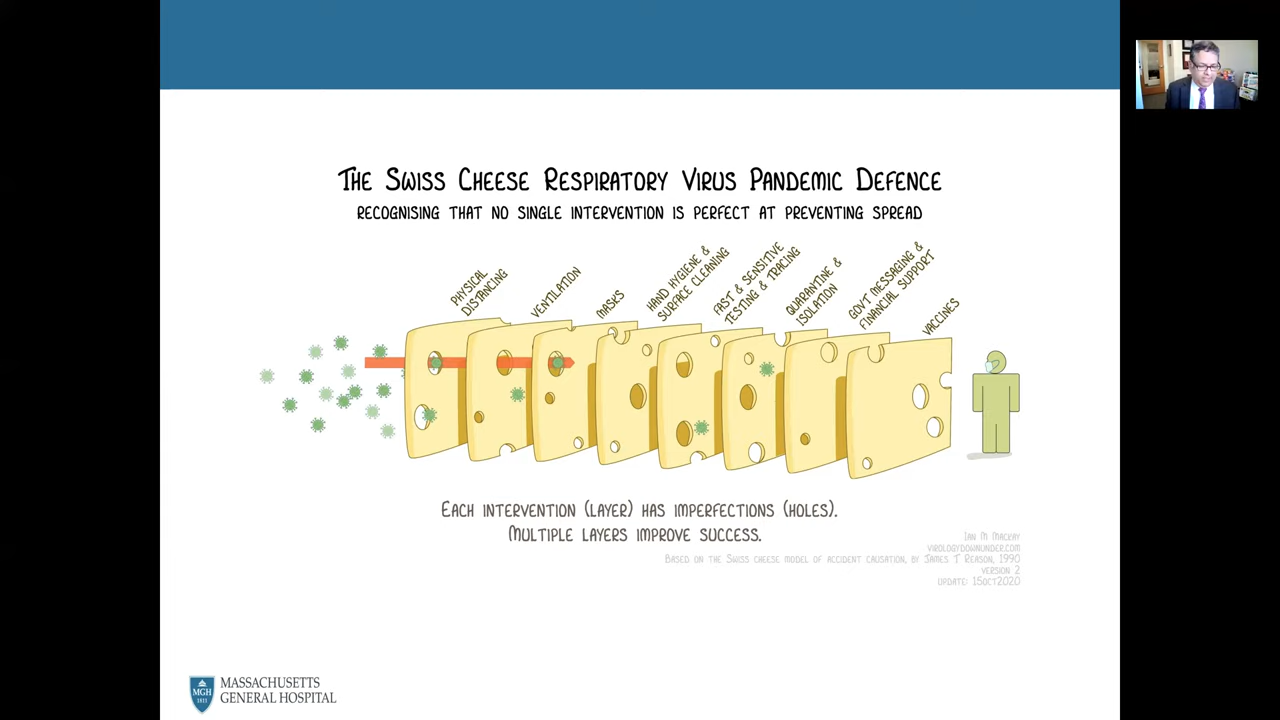 The Swiss Cheese Respiratory Virus Pandemic Defence
recognising that no single intervention is perfect at preventing spread
Physical
distancing
Ventilation
Masks
Hand hygiene &
surface cleaning
Fast & sensitive
testing & tracing
Quarantine &
isolation
Govt messaging &
financial support
Vaccines
Each intervention (layer) has imperfections (holes).
Multiple layers improve success.
Ian M Mackay
virologydownunder.com
Based on the Swiss cheese model of accident causation, by James T Reason, 1990
version 2
update: 15Oct2020
MGH
1811
MASSACHUSETTS
GENERAL HOSPITAL